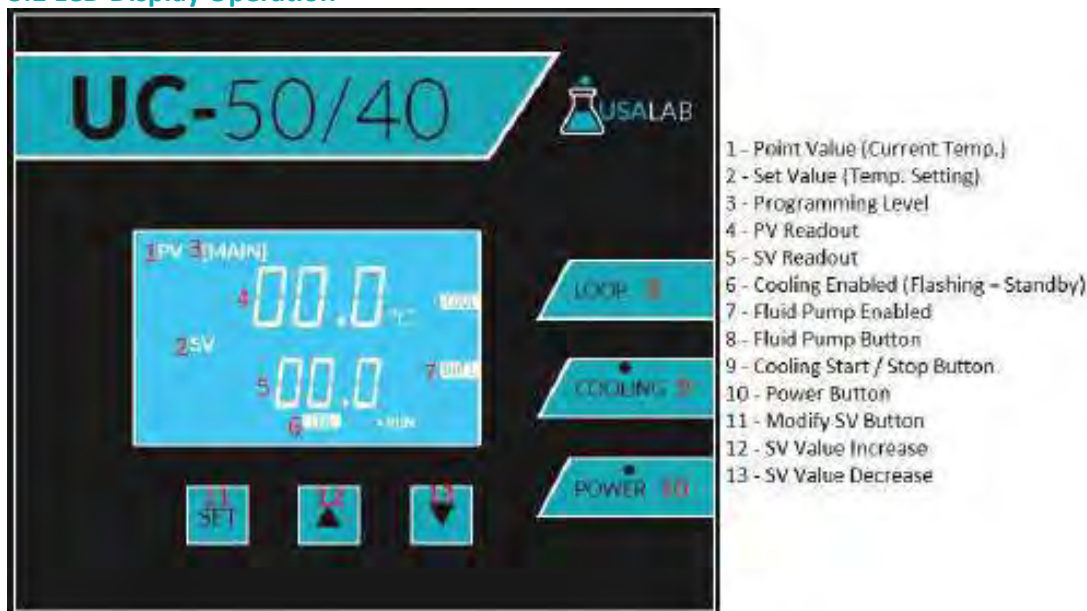 UC-50/40
USALAB
1PV 3[MAIN]
4 00.0 °C
2SV
5 00.0 7
6 RUN
LOOP 8
COOLING 9
POWER 10
11 12 13
SET
1 - Point Value (Current Temp.)
2 - Set Value (Temp. Setting)
3 - Programming Level
4 - PV Readout
5 - SV Readout
6 - Cooling Enabled (Flashing = Standby)
7 - Fluid Pump Enabled
8 - Fluid Pump Button
9 - Cooling Start / Stop Button
10 - Power Button
11 - Modify SV Button
12 - SV Value Increase
13 - SV Value Decrease